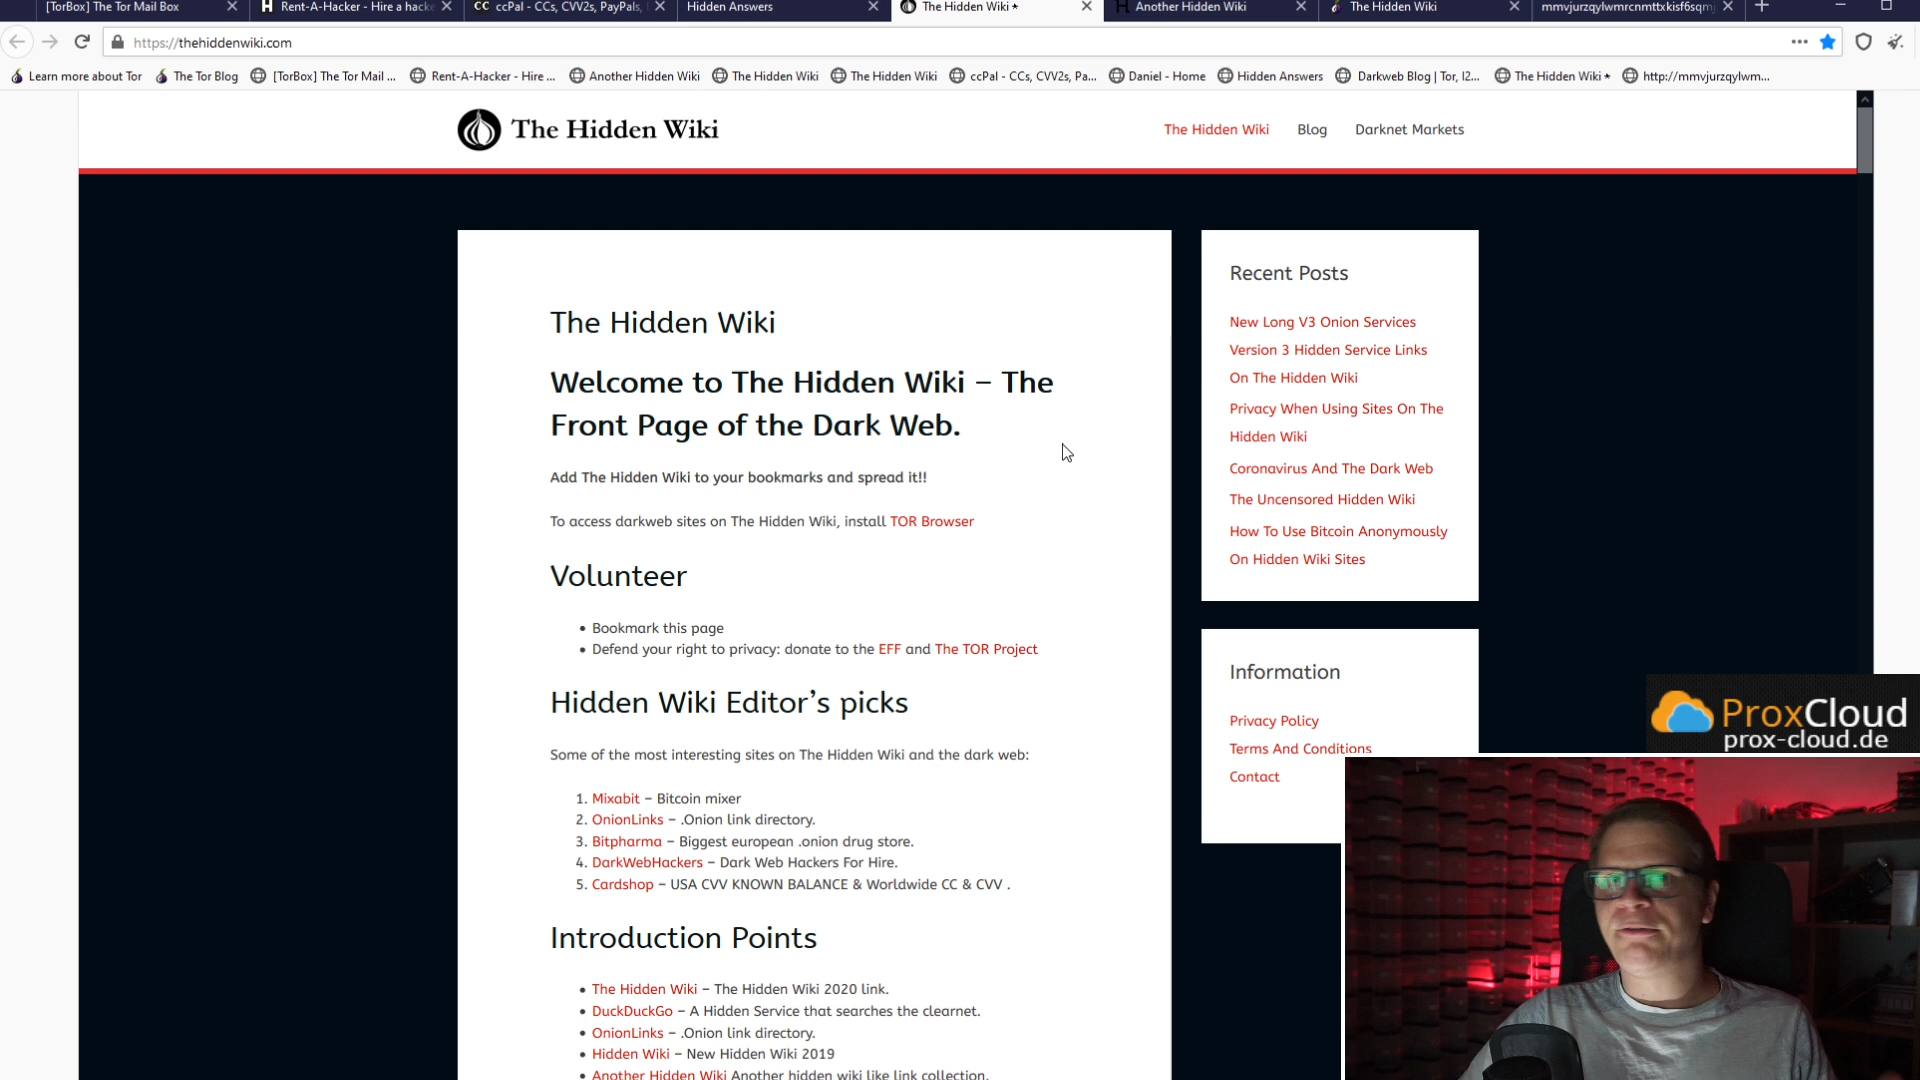 [TorBox] The Tor Mail Box
Rent-A-Hacker - Hire a hacke
CC ccPal - CCs, CVV2s, PayPals,
Hidden Answers
The Hidden Wiki *
Another Hidden Wiki
The Hidden Wiki
mmvjurzqylwmrcnmttxkisf6sqm
https://thehiddenwiki.com
Learn more about Tor
The Tor Blog
[TorBox] The Tor Mail ...
Rent-A-Hacker - Hire ...
Another Hidden Wiki
The Hidden Wiki
The Hidden Wiki
ccPal - CCs, CVV2s, Pa...
Daniel - Home
Hidden Answers
Darkweb Blog | Tor, I2...
The Hidden Wiki *
http://mmvjurzqylwm...
The Hidden Wiki
The Hidden Wiki
Blog
Darknet Markets
The Hidden Wiki
Welcome to The Hidden Wiki – The
Front Page of the Dark Web.
Add The Hidden Wiki to your bookmarks and spread it!!
To access darkweb sites on The Hidden Wiki, install TOR Browser
Volunteer
• Bookmark this page
• Defend your right to privacy: donate to the EFF and The TOR Project
Hidden Wiki Editor’s picks
Some of the most interesting sites on The Hidden Wiki and the dark web:
1. Mixabit – Bitcoin mixer
2. OnionLinks – .Onion link directory.
3. Bitpharma – Biggest european .onion drug store.
4. DarkWebHackers – Dark Web Hackers For Hire.
5. Cardshop – USA CVV KNOWN BALANCE & Worldwide CC & CVV .
Introduction Points
• The Hidden Wiki – The Hidden Wiki 2020 link.
• DuckDuckGo – A Hidden Service that searches the clearnet.
• OnionLinks – .Onion link directory.
• Hidden Wiki – New Hidden Wiki 2019
• Another Hidden Wiki Another hidden wiki like link collection.
Recent Posts
New Long V3 Onion Services
Version 3 Hidden Service Links
On The Hidden Wiki
Privacy When Using Sites On The
Hidden Wiki
Coronavirus And The Dark Web
The Uncensored Hidden Wiki
How To Use Bitcoin Anonymously
On Hidden Wiki Sites
Information
Privacy Policy
Terms And Conditions
Contact
ProxCloud
prox-cloud.de